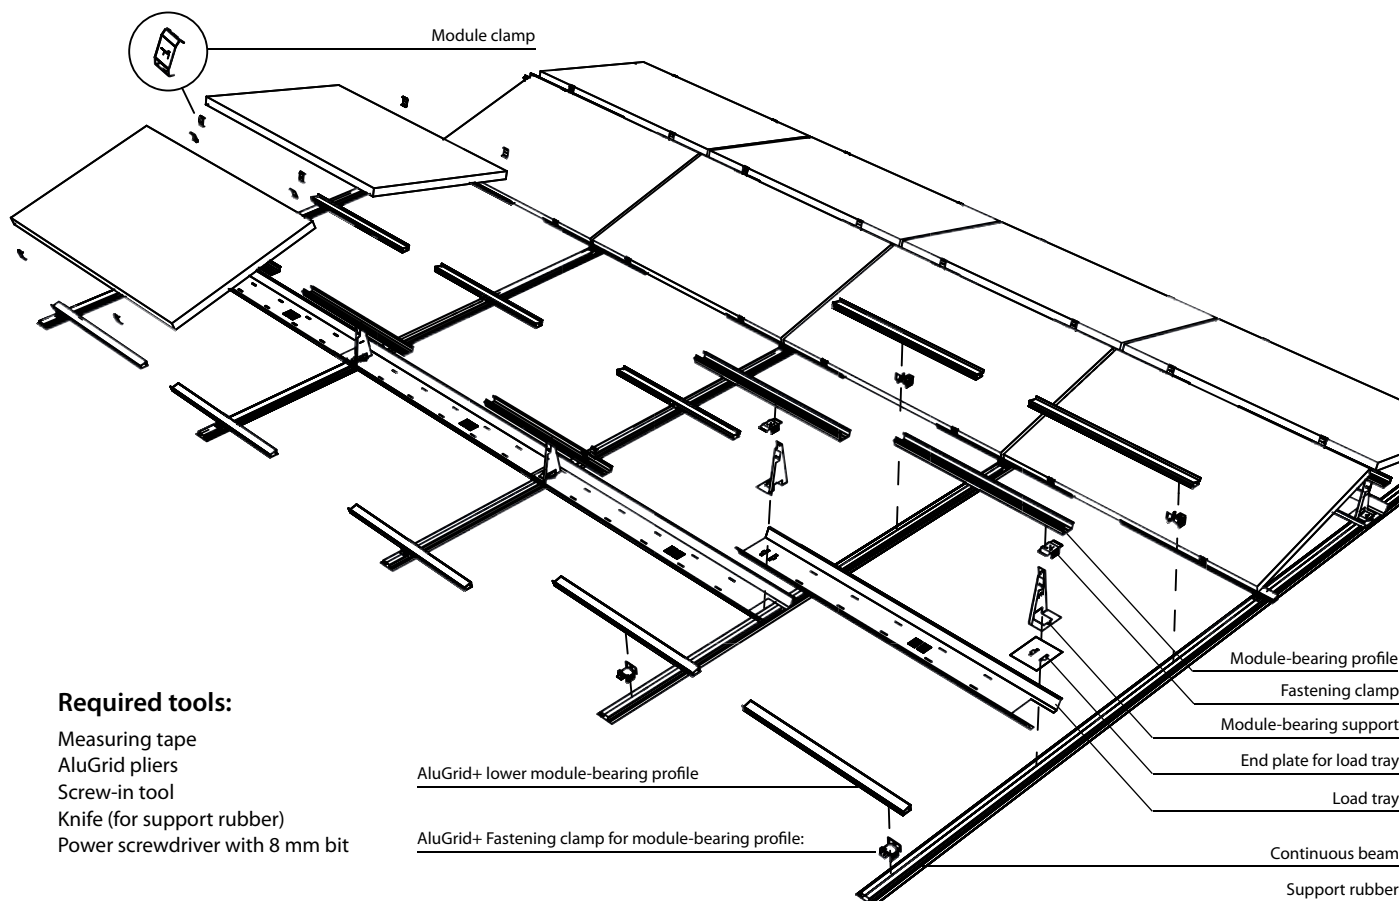 Module clamp
Module-bearing profile
Fastening clamp
Module-bearing support
End plate for load tray
Load tray
Continuous beam
Support rubber
AluGrid+ lower module-bearing profile
AluGrid+ Fastening clamp for module-bearing profile:
Required tools:
Measuring tape
AluGrid pliers
Screw-in tool
Knife (for support rubber)
Power screwdriver with 8 mm bit